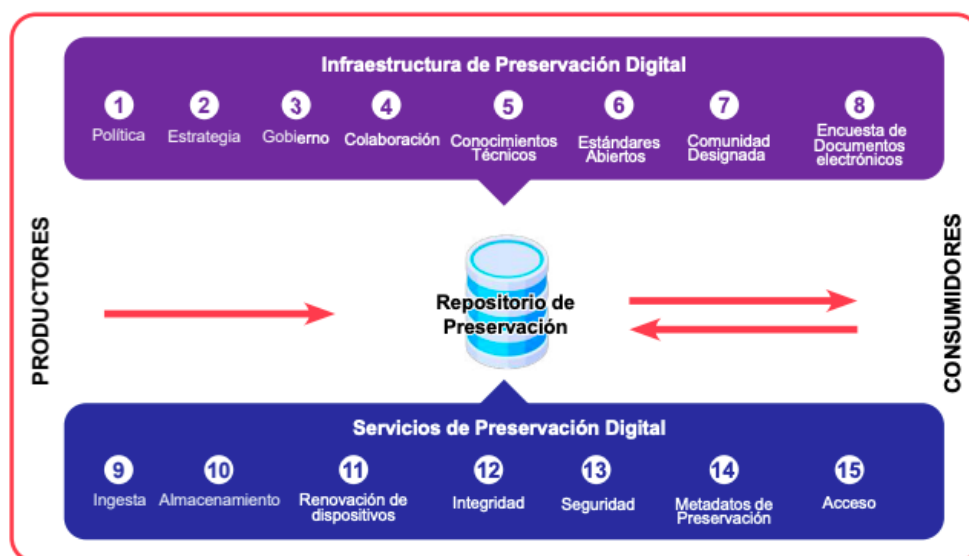 Infraestructura de Preservación Digital
1 2 3 4 5 6 7 8
Política Estrategia Gobierno Colaboración Conocimientos Técnicos Estándares Abiertos Comunidad Designada Encuesta de Documentos electrónicos
PRODUCTORES
Repositorio de
Preservación
CONSUMIDORES
Servicios de Preservación Digital
9 10 11 12 13 14 15
Ingesta Almacenamiento Renovación de dispositivos Integridad Seguridad Metadatos de Preservación Acceso